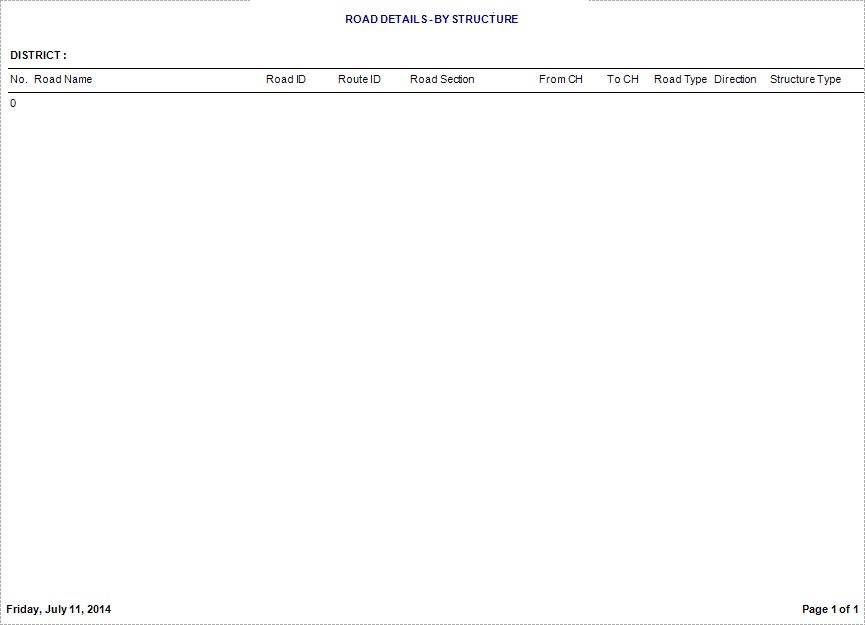 ROAD DETAILS - BY STRUCTURE
DISTRICT :
No. Road Name Road ID Route ID Road Section From CH To CH Road Type Direction Structure Type
0
Friday, July 11, 2014 Page 1 of 1